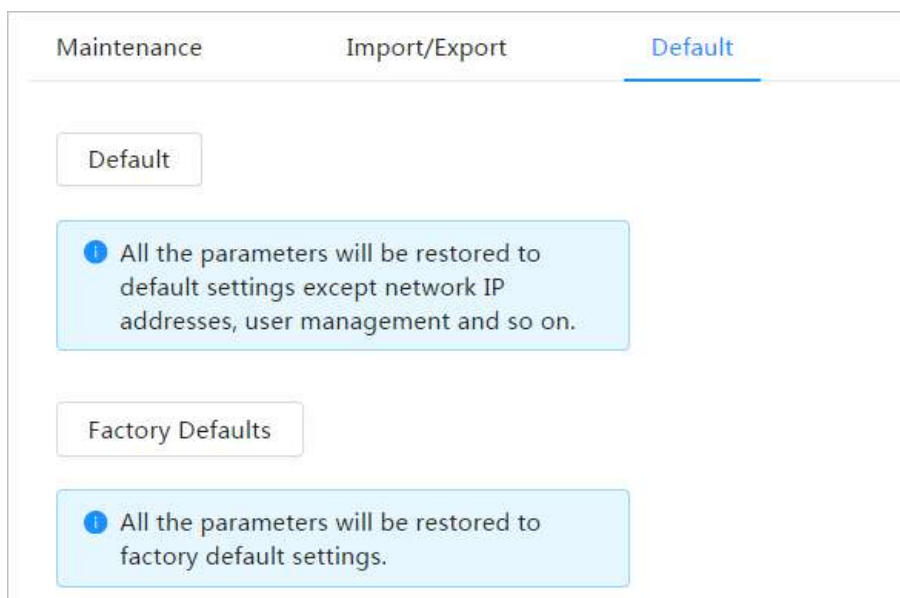 Maintenance Import/Export Default
Default
All the parameters will be restored to
default settings except network IP
addresses, user management and so on.
Factory Defaults
All the parameters will be restored to
factory default settings.